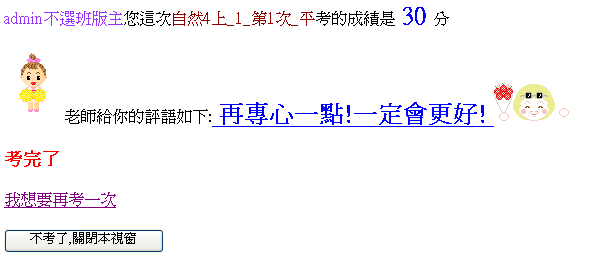 admin不選班版主您這次自然4上_1_第1次_平考的成績是 30 分
老師給你的評語如下: 再專心一點!一定會更好!
考完了
我想要再考一次
不考了,關閉本視窗